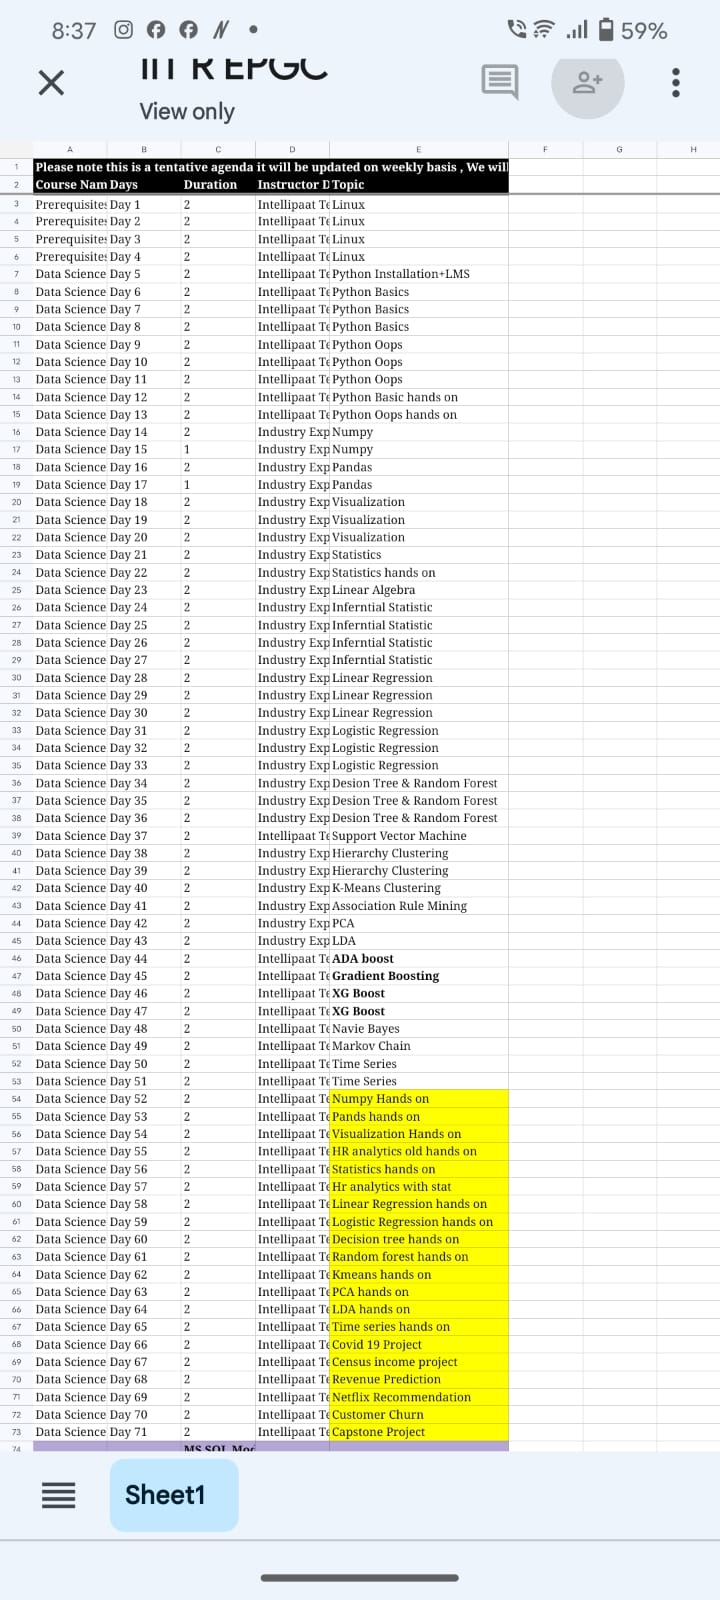 8:37 59%
IIT R EPGC
View only
A B C D E F G H
1 Please note this is a tentative agenda it will be updated on weekly basis , We will
2 Course Nam Days Duration Instructor D Topic
3 Prerequisites Day 1 2 Intellipaat Te Linux
4 Prerequisites Day 2 2 Intellipaat Te Linux
5 Prerequisites Day 3 2 Intellipaat Te Linux
6 Prerequisites Day 4 2 Intellipaat Te Linux
7 Data Science Day 5 2 Intellipaat Te Python Installation+LMS
8 Data Science Day 6 2 Intellipaat Te Python Basics
9 Data Science Day 7 2 Intellipaat Te Python Basics
10 Data Science Day 8 2 Intellipaat Te Python Basics
11 Data Science Day 9 2 Intellipaat Te Python Oops
12 Data Science Day 10 2 Intellipaat Te Python Oops
13 Data Science Day 11 2 Intellipaat Te Python Oops
14 Data Science Day 12 2 Intellipaat Te Python Basic hands on
15 Data Science Day 13 2 Intellipaat Te Python Oops hands on
16 Data Science Day 14 2 Industry Exp Numpy
17 Data Science Day 15 1 Industry Exp Numpy
18 Data Science Day 16 2 Industry Exp Pandas
19 Data Science Day 17 1 Industry Exp Pandas
20 Data Science Day 18 2 Industry Exp Visualization
21 Data Science Day 19 2 Industry Exp Visualization
22 Data Science Day 20 2 Industry Exp Visualization
23 Data Science Day 21 2 Industry Exp Statistics
24 Data Science Day 22 2 Industry Exp Statistics hands on
25 Data Science Day 23 2 Industry Exp Linear Algebra
26 Data Science Day 24 2 Industry Exp Inferntial Statistic
27 Data Science Day 25 2 Industry Exp Inferntial Statistic
28 Data Science Day 26 2 Industry Exp Inferntial Statistic
29 Data Science Day 27 2 Industry Exp Inferntial Statistic
30 Data Science Day 28 2 Industry Exp Linear Regression
31 Data Science Day 29 2 Industry Exp Linear Regression
32 Data Science Day 30 2 Industry Exp Linear Regression
33 Data Science Day 31 2 Industry Exp Logistic Regression
34 Data Science Day 32 2 Industry Exp Logistic Regression
35 Data Science Day 33 2 Industry Exp Logistic Regression
36 Data Science Day 34 2 Industry Exp Desion Tree & Random Forest
37 Data Science Day 35 2 Industry Exp Desion Tree & Random Forest
38 Data Science Day 36 2 Industry Exp Desion Tree & Random Forest
39 Data Science Day 37 2 Intellipaat Te Support Vector Machine
40 Data Science Day 38 2 Industry Exp Hierarchy Clustering
41 Data Science Day 39 2 Industry Exp Hierarchy Clustering
42 Data Science Day 40 2 Industry Exp K-Means Clustering
43 Data Science Day 41 2 Industry Exp Association Rule Mining
44 Data Science Day 42 2 Industry Exp PCA
45 Data Science Day 43 2 Industry Exp LDA
46 Data Science Day 44 2 Intellipaat Te ADA boost
47 Data Science Day 45 2 Intellipaat Te Gradient Boosting
48 Data Science Day 46 2 Intellipaat Te XG Boost
49 Data Science Day 47 2 Intellipaat Te XG Boost
50 Data Science Day 48 2 Intellipaat Te Navie Bayes
51 Data Science Day 49 2 Intellipaat Te Markov Chain
52 Data Science Day 50 2 Intellipaat Te Time Series
53 Data Science Day 51 2 Intellipaat Te Time Series
54 Data Science Day 52 2 Intellipaat Te Numpy Hands on
55 Data Science Day 53 2 Intellipaat Te Pands hands on
56 Data Science Day 54 2 Intellipaat Te Visualization Hands on
57 Data Science Day 55 2 Intellipaat Te HR analytics old hands on
58 Data Science Day 56 2 Intellipaat Te Statistics hands on
59 Data Science Day 57 2 Intellipaat Te Hr analytics with stat
60 Data Science Day 58 2 Intellipaat Te Linear Regression hands on
61 Data Science Day 59 2 Intellipaat Te Logistic Regression hands on
62 Data Science Day 60 2 Intellipaat Te Decision tree hands on
63 Data Science Day 61 2 Intellipaat Te Random forest hands on
64 Data Science Day 62 2 Intellipaat Te Kmeans hands on
65 Data Science Day 63 2 Intellipaat Te PCA hands on
66 Data Science Day 64 2 Intellipaat Te LDA hands on
67 Data Science Day 65 2 Intellipaat Te Time series hands on
68 Data Science Day 66 2 Intellipaat Te Covid 19 Project
69 Data Science Day 67 2 Intellipaat Te Census income project
70 Data Science Day 68 2 Intellipaat Te Revenue Prediction
71 Data Science Day 69 2 Intellipaat Te Netflix Recommendation
72 Data Science Day 70 2 Intellipaat Te Customer Churn
73 Data Science Day 71 2 Intellipaat Te Capstone Project
74 MS SQL Mod
Sheet1